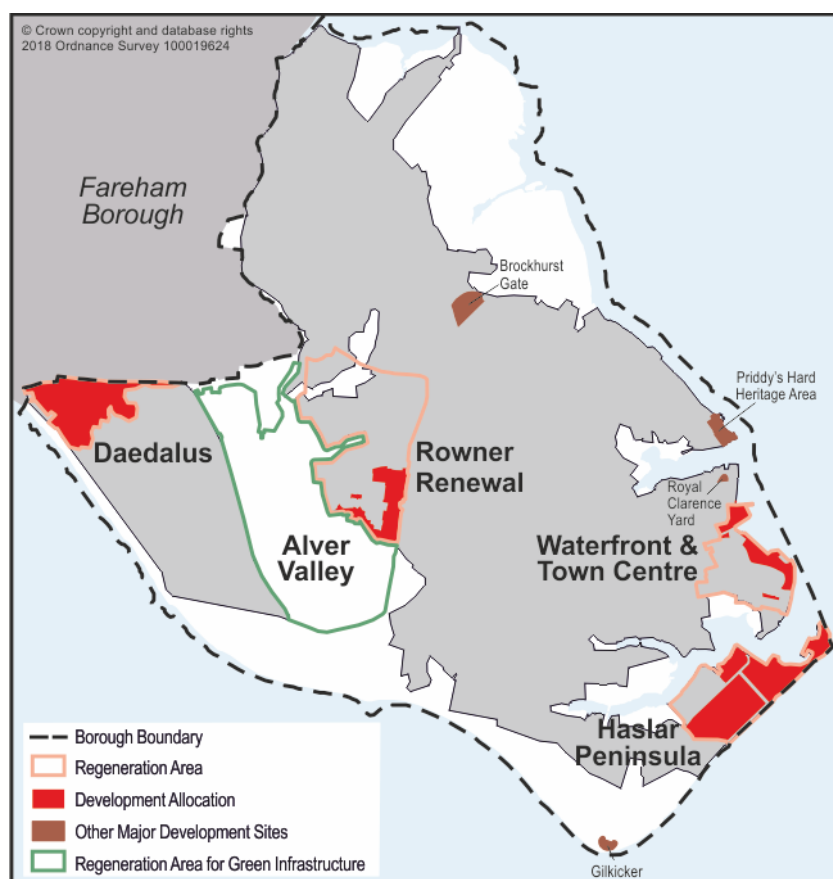 © Crown copyright and database rights
2018 Ordnance Survey 100019624
Fareham
Borough
Brockhurst
Gate
Priddy's Hard
Heritage Area
Daedalus
Rowner
Renewal
Royal
Clarence
Yard
Alver
Valley
Waterfront &
Town Centre
Haslar
Peninsula
Borough Boundary
Regeneration Area
Development Allocation
Other Major Development Sites
Regeneration Area for Green Infrastructure
Gilkicker